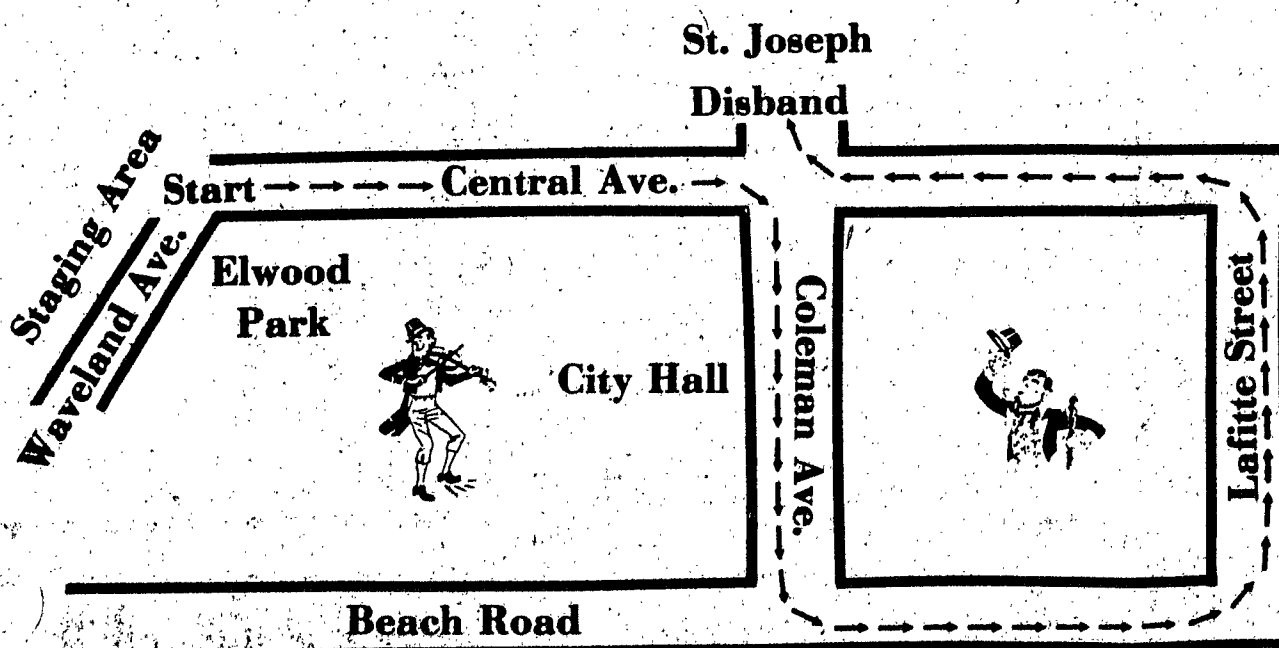 St. Joseph
Disband
Staging Area
Start
Central Ave.
Waveland Ave.
Elwood
Park
City Hall
Coleman Ave.
Lafitte Street
Beach Road